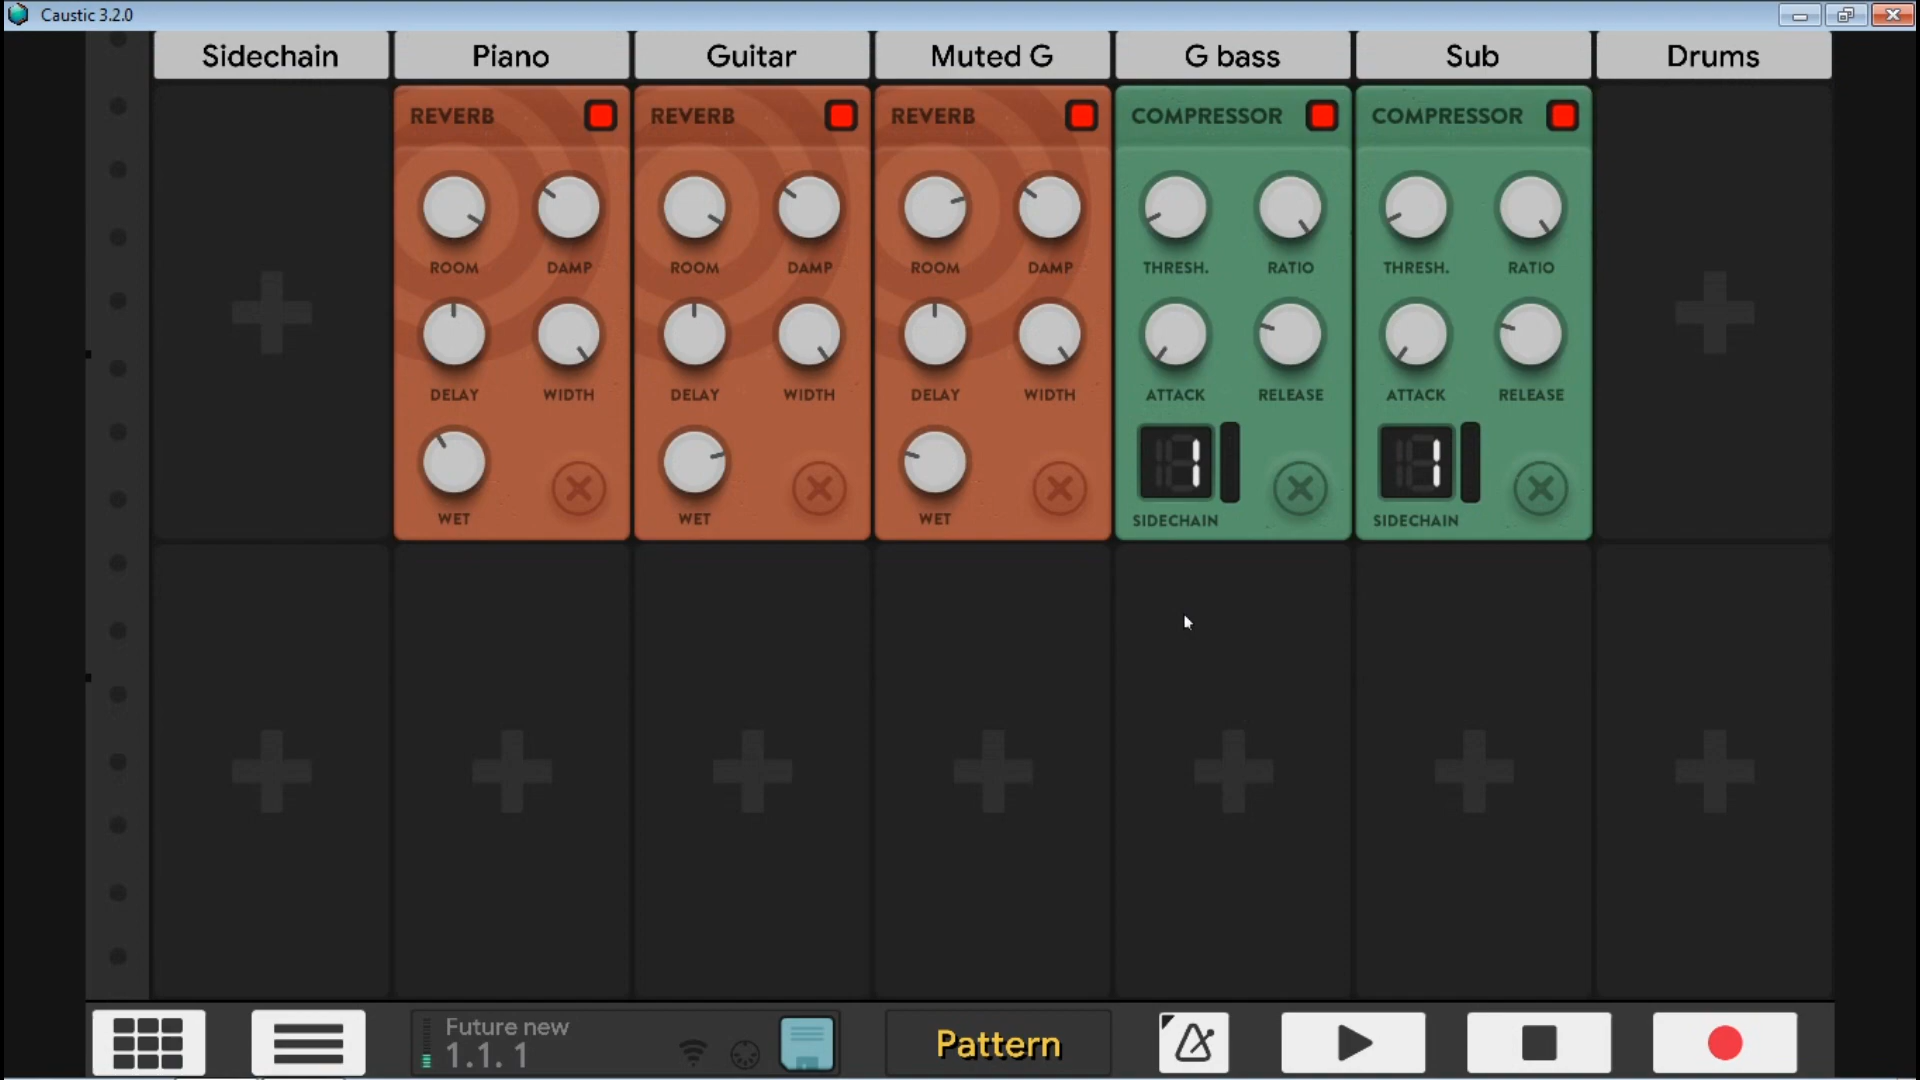 Caustic 3.2.0
Sidechain Piano Guitar Muted G G bass Sub Drums
REVERB REVERB REVERB COMPRESSOR COMPRESSOR
ROOM DAMP ROOM DAMP ROOM DAMP THRESH. RATIO THRESH. RATIO
DELAY WIDTH DELAY WIDTH DELAY WIDTH ATTACK RELEASE ATTACK RELEASE
1 1
WET WET WET SIDECHAIN SIDECHAIN
Future new
1.1. 1
Pattern